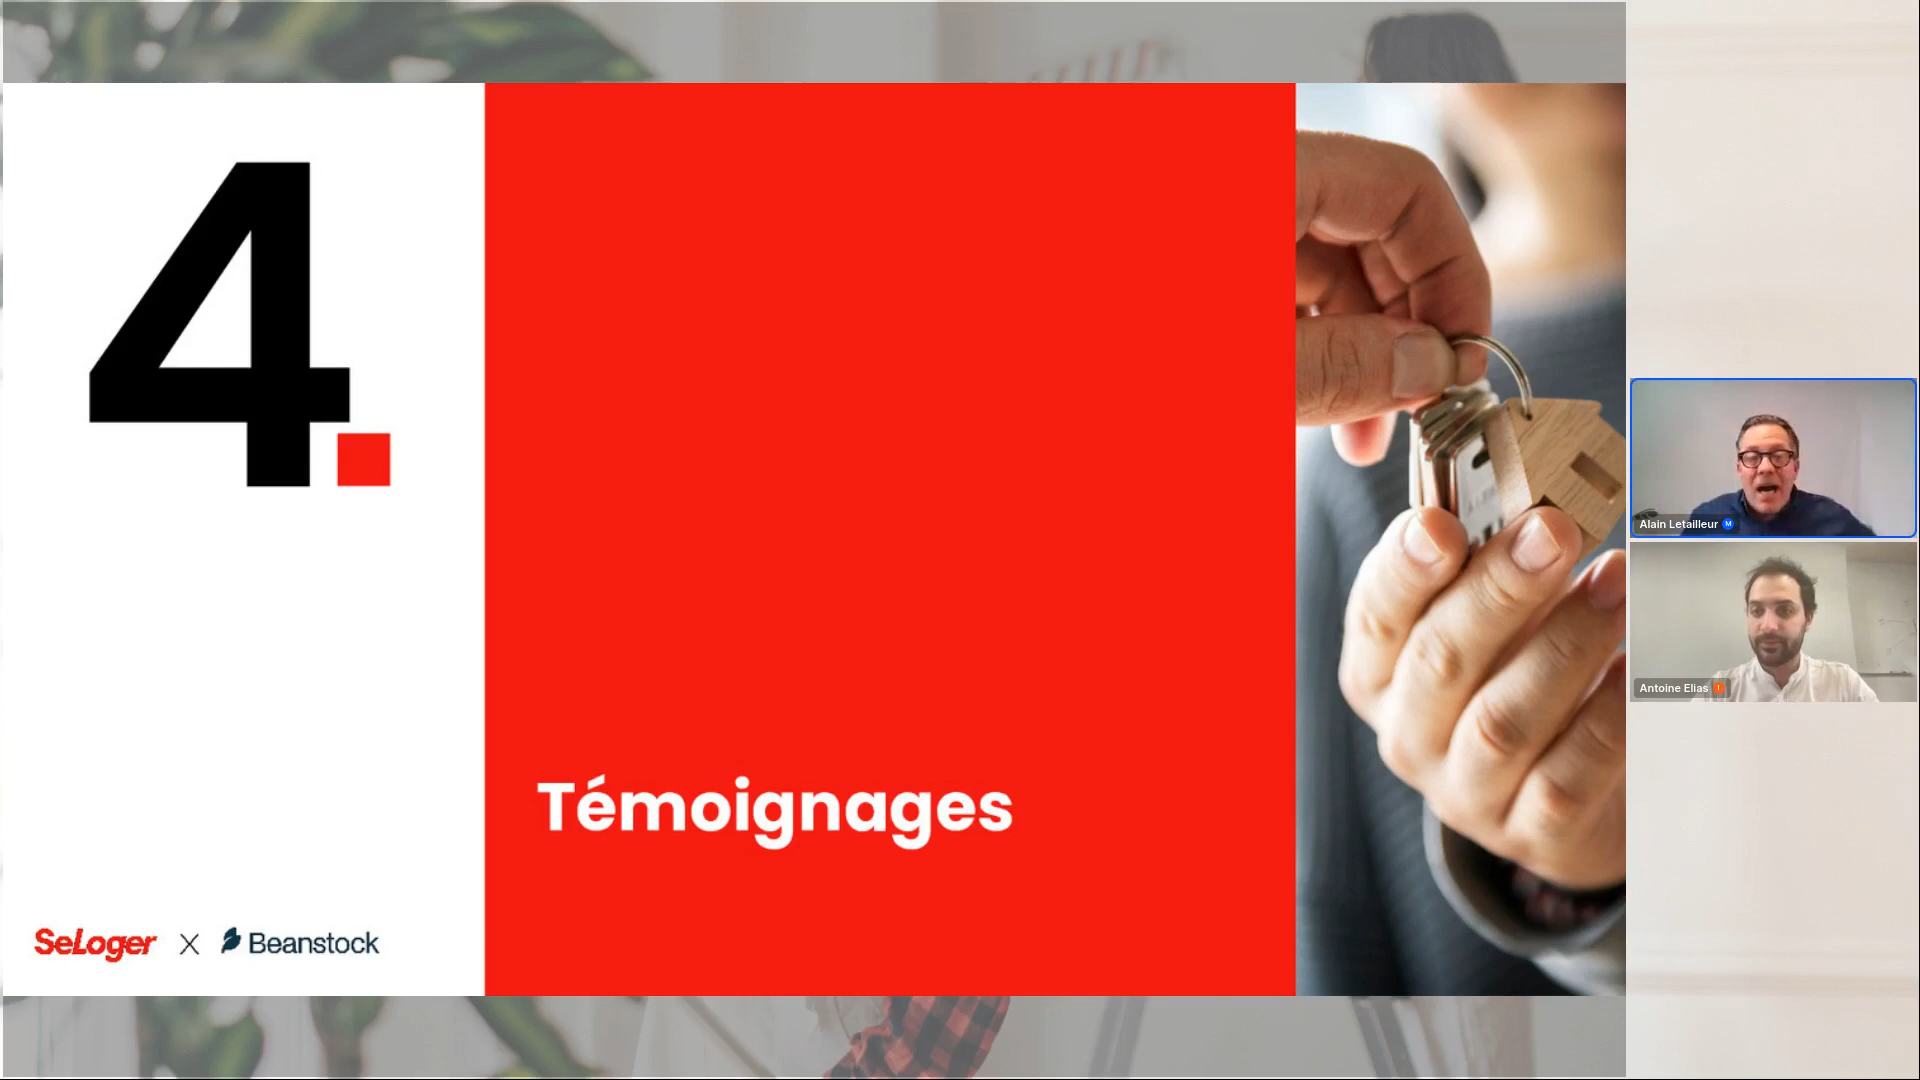 4.
Témoignages
SeLoger X Beanstock
Alain Letailleur M
Antoine Elias I